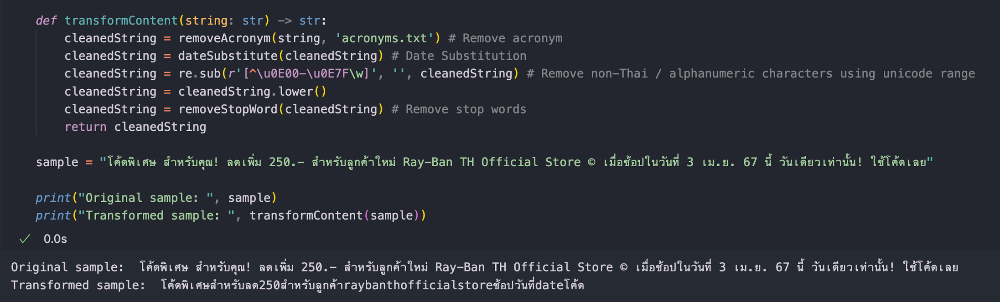 def transformContent(string: str) -> str:
    cleanedString = removeAcronym(string, 'acronyms.txt') # Remove acronym
    cleanedString = dateSubstitute(cleanedString) # Date Substitution
    cleanedString = re.sub(r'[^\u0E00-\u0E7F\w]', '', cleanedString) # Remove non-Thai / alphanumeric characters using unicode range
    cleanedString = cleanedString.lower()
    cleanedString = removeStopWord(cleanedString) # Remove stop words
    return cleanedString
sample = "โค้ดพิเศษ สำหรับคุณ! ลดเพิ่ม 250.- สำหรับลูกค้าใหม่ Ray-Ban TH Official Store © เมื่อช้อปในวันที่ 3 เม.ย. 67 นี้ วันเดียวเท่านั้น! ใช้โค้ดเลย"
print("Original sample: ", sample)
print("Transformed sample: ", transformContent(sample))
✓ 0.0s
Original sample:  โค้ดพิเศษ สำหรับคุณ! ลดเพิ่ม 250.- สำหรับลูกค้าใหม่ Ray-Ban TH Official Store © เมื่อช้อปในวันที่ 3 เม.ย. 67 นี้ วันเดียวเท่านั้น! ใช้โค้ดเลย
Transformed sample:  โค้ดพิเศษสำหรับลด250สำหรับลูกค้าraybanthofficialstoreช้อปวันที่dateโค้ด